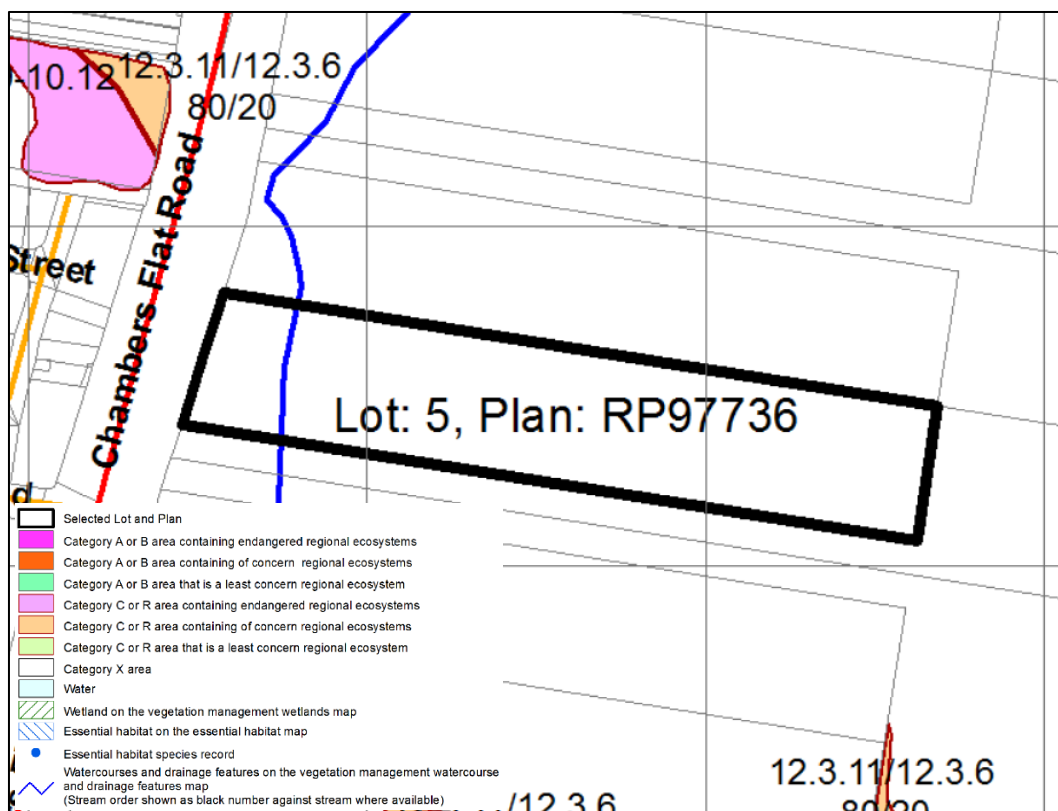 -10.12
12.3.11/12.3.6
80/20
Chambers Flat Road
Street
Lot: 5, Plan: RP97736
d
Selected Lot and Plan
Category A or B area containing endangered regional ecosystems
Category A or B area containing of concern  regional ecosystems
Category A or B area that is a least concern regional ecosystem
Category C or R area containing endangered regional ecosystems
Category C or R area containing of concern regional ecosystems
Category C or R area that is a least concern regional ecosystem
Category X area
Water
Wetland on the vegetation management wetlands map
Essential habitat on the essential habitat map
Essential habitat species record
Watercourses and drainage features on the vegetation management watercourse
and drainage features map
(Stream order shown as black number against stream where available)
12.3.11/12.3.6
80/20
/12.3.6